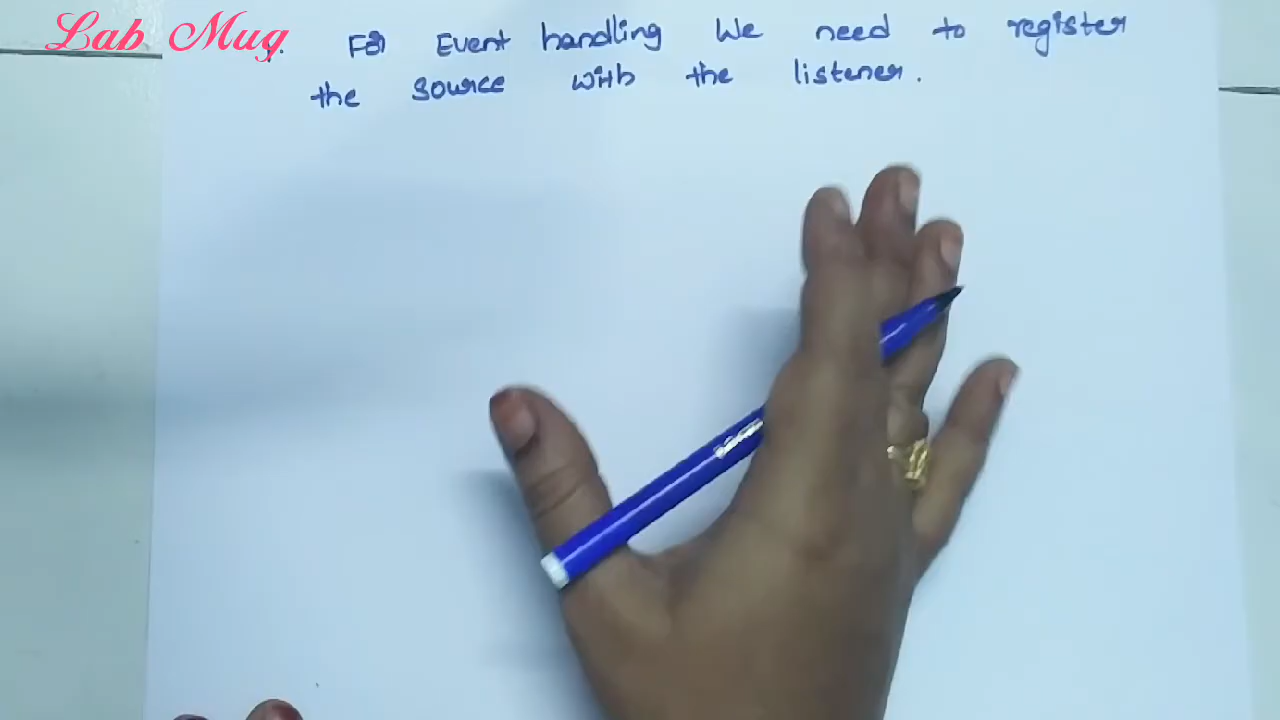 Lab Mug
For Event handling We need to register
the source with the listener.